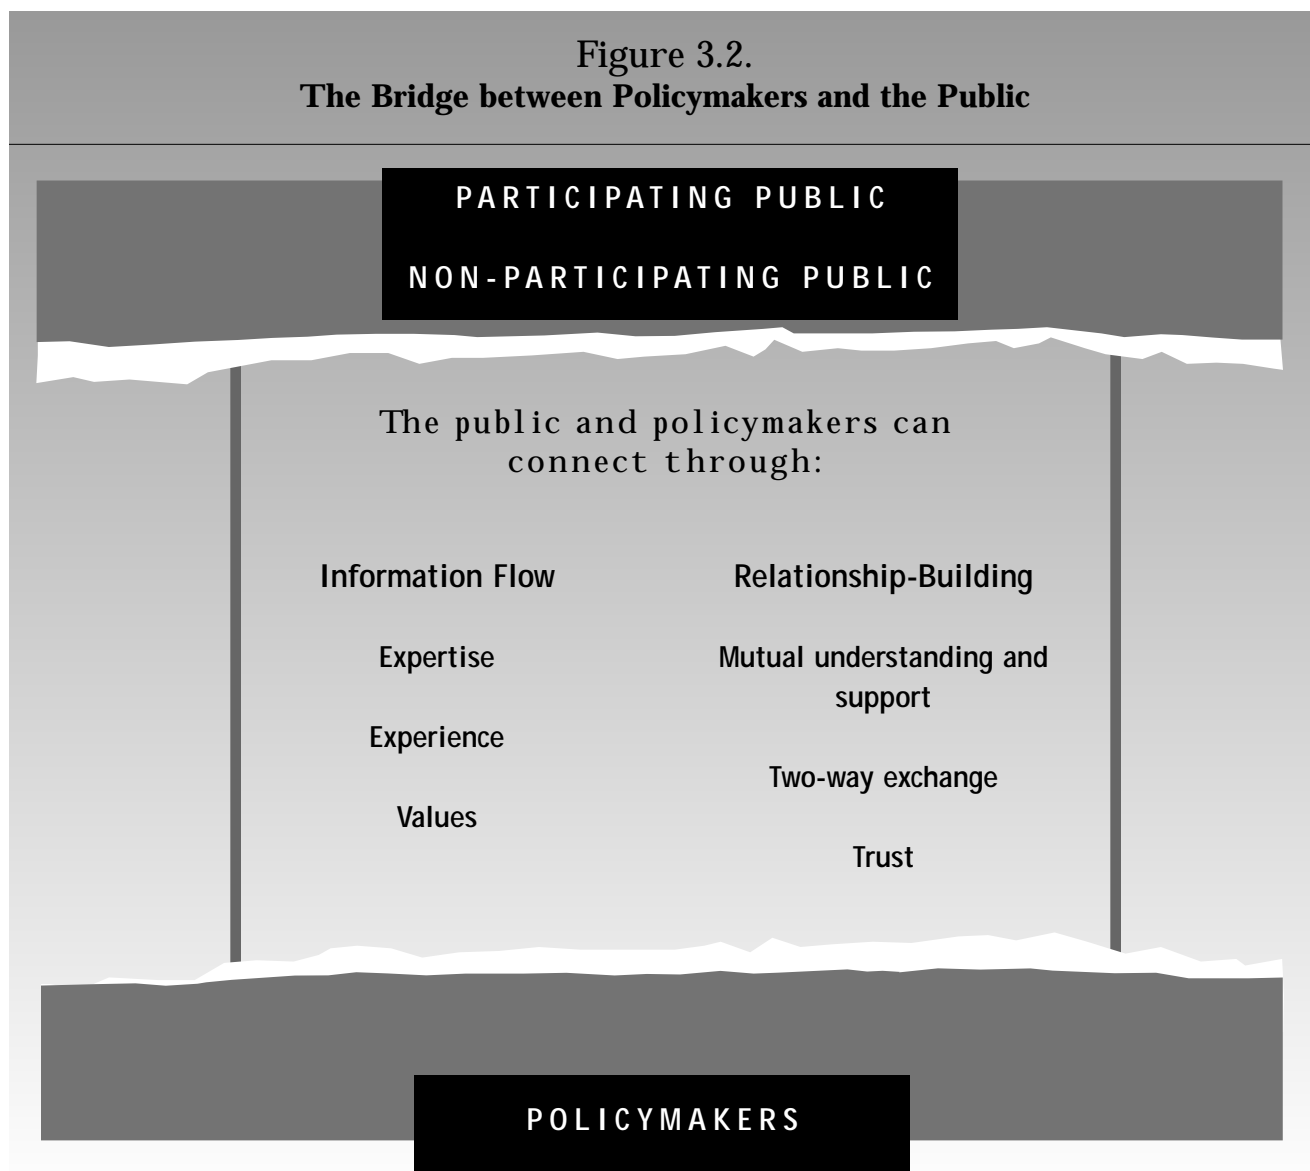 Figure 3.2.
The Bridge between Policymakers and the Public
PARTICIPATING PUBLIC
NON-PARTICIPATING PUBLIC
The public and policymakers can
connect through:
Information Flow
Expertise
Experience
Values
Relationship-Building
Mutual understanding and
support
Two-way exchange
Trust
POLICYMAKERS